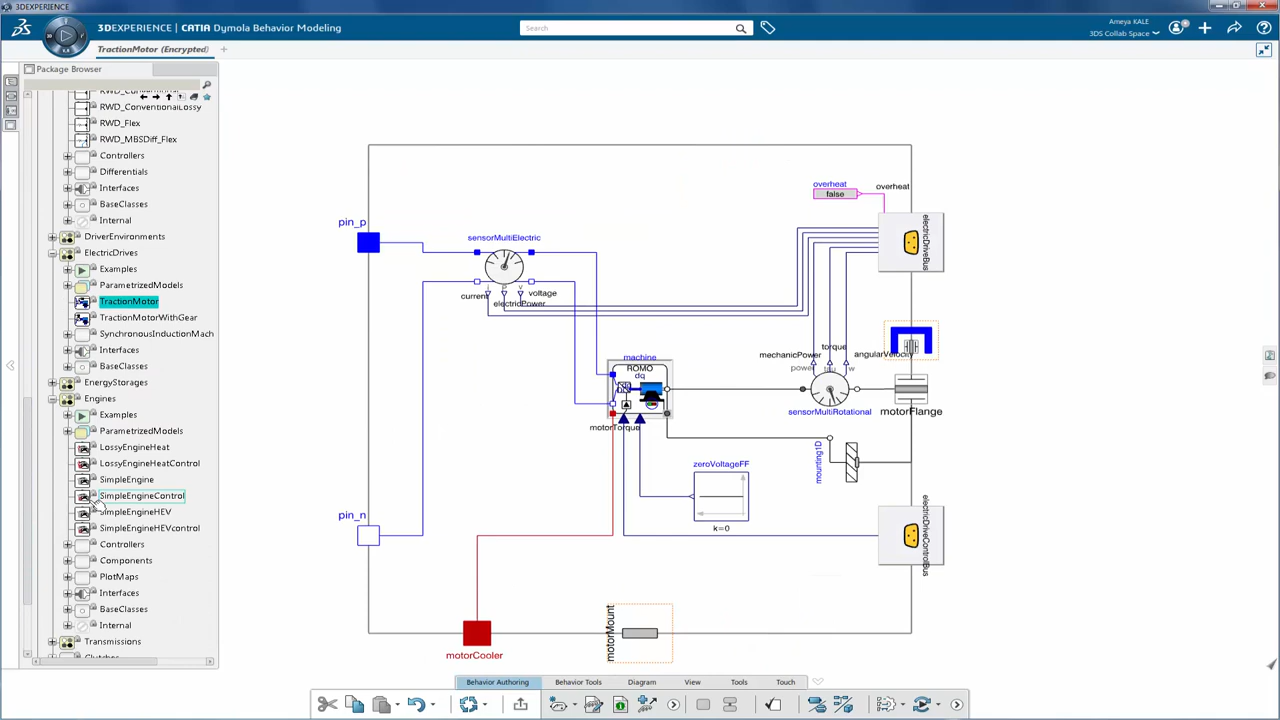 3DEXPERIENCE
3DEXPERIENCE | CATIA Dymola Behavior Modeling
Search
Ameya KALE
3DS Collab Space
TractionMotor (Encrypted)
Package Browser
RWD_ConventionalLossy
RWD_Flex
RWD_MBSDiff_Flex
Controllers
Differentials
Interfaces
BaseClasses
Internal
DriverEnvironments
ElectricDrives
Examples
ParametrizedModels
TractionMotor
TractionMotorWithGear
SynchronousInductionMach
Interfaces
BaseClasses
EnergyStorages
Engines
Examples
ParametrizedModels
LossyEngineHeat
LossyEngineHeatControl
SimpleEngine
SimpleEngineControl
SimpleEngineHEV
SimpleEngineHEVcontrol
Controllers
Components
PlotMaps
Interfaces
BaseClasses
Internal
Transmissions
pin_p
sensorMultiElectric
current
voltage
electricPower
overheat
false
overheat
electricDriveBus
machine
ROMO
dq
motorTorque
mechanicPower
torque
angularVelocity
power
tau
w
sensorMultiRotational
motorFlange
mounting1D
zeroVoltageFF
k=0
pin_n
electricDriveControlBus
motorCooler
motorMount
Behavior Authoring
Behavior Tools
Diagram
View
Tools
Touch